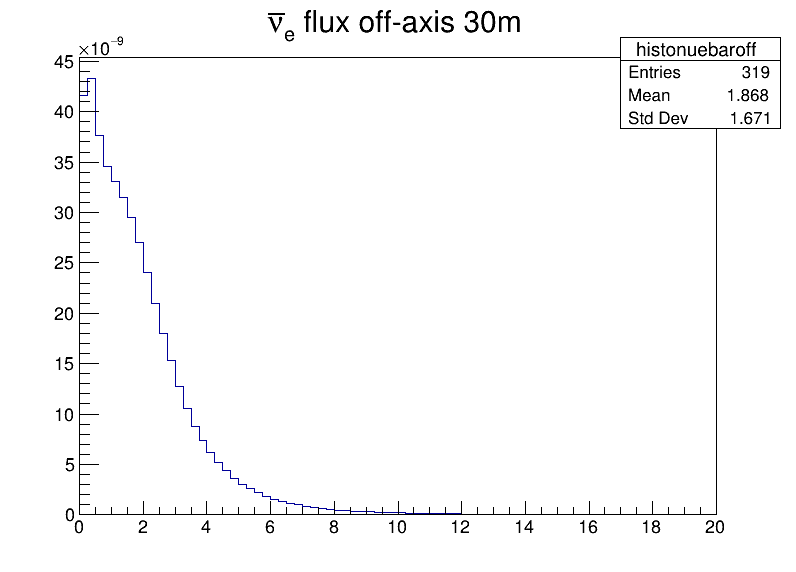 ν̅e flux off-axis 30m
×10⁻⁹
histonuebaroff
Entries 319
Mean 1.868
Std Dev 1.671
45
40
35
30
25
20
15
10
5
0
0 2 4 6 8 10 12 14 16 18 20